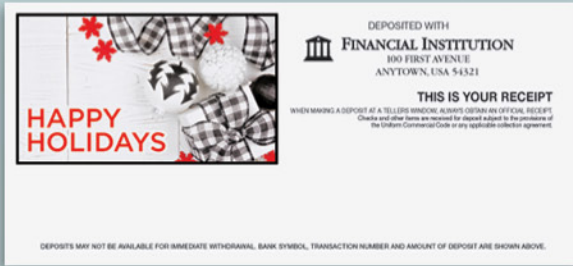 HAPPY
HOLIDAYS
DEPOSITED WITH
FINANCIAL INSTITUTION
100 FIRST AVENUE
ANYTOWN, USA 54321
THIS IS YOUR RECEIPT
WHEN MAKING A DEPOSIT AT A TELLERS WINDOW, ALWAYS OBTAIN AN OFFICIAL RECEIPT.
Checks and other items are received for deposit subject to the provisions of
the Uniform Commercial Code or any applicable collection agreement.
DEPOSITS MAY NOT BE AVAILABLE FOR IMMEDIATE WITHDRAWAL. BANK SYMBOL, TRANSACTION NUMBER AND AMOUNT OF DEPOSIT ARE SHOWN ABOVE.